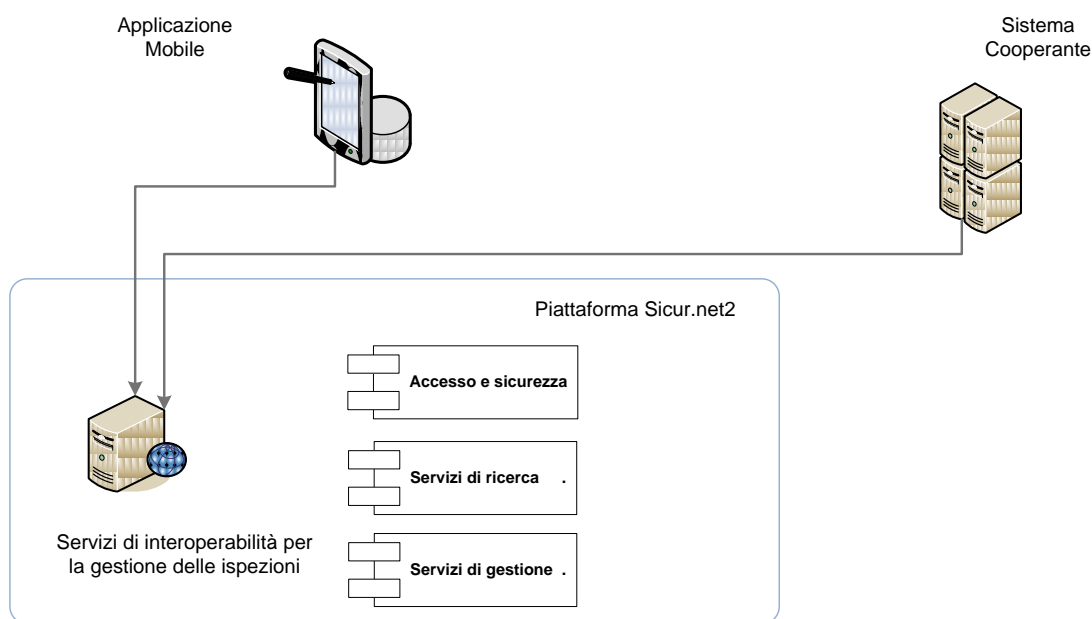 Applicazione
Mobile
Sistema
Cooperante
Piattaforma Sicur.net2
Accesso e sicurezza
Servizi di ricerca .
Servizi di gestione .
Servizi di interoperabilità per
la gestione delle ispezioni